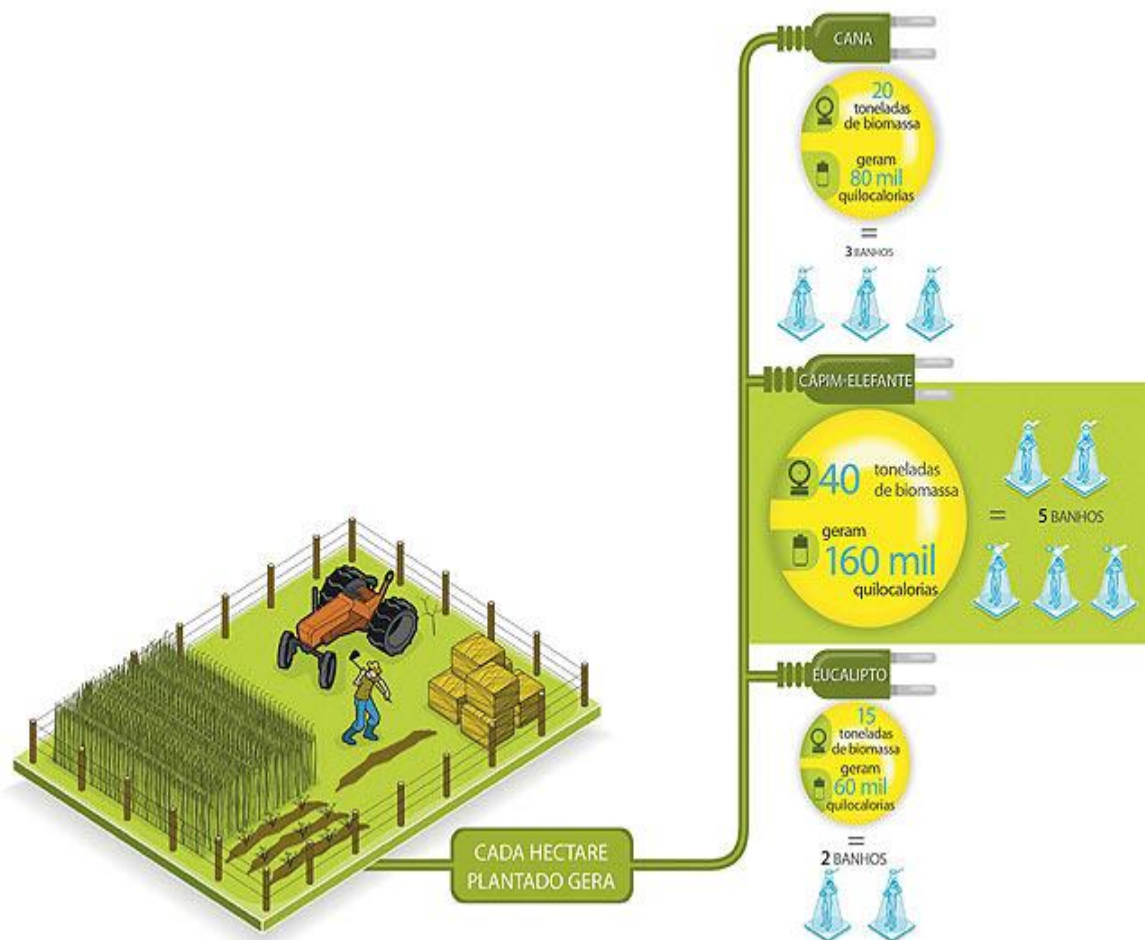 CANA
20
toneladas
de biomassa
geram
80 mil
quilocalorias
=
3 BANHOS
CAPIM-ELEFANTE
40 toneladas
de biomassa
geram
160 mil
quilocalorias
= 5 BANHOS
EUCALIPTO
15
toneladas
de biomassa
geram
60 mil
quilocalorias
=
2 BANHOS
CADA HECTARE
PLANTADO GERA